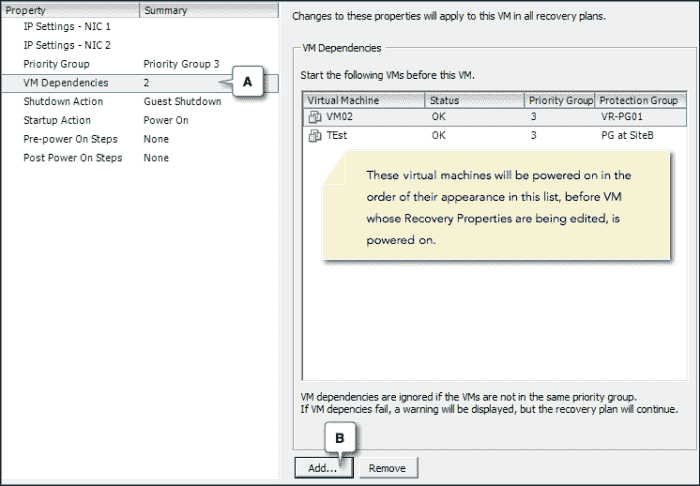 Property Summary
IP Settings - NIC 1
IP Settings - NIC 2
Priority Group Priority Group 3
VM Dependencies 2
Shutdown Action Guest Shutdown
Startup Action Power On
Pre-power On Steps None
Post Power On Steps None
A
Changes to these properties will apply to this VM in all recovery plans.
VM Dependencies
Start the following VMs before this VM.
Virtual Machine Status Priority Group Protection Group
VM02 OK 3 VR-PG01
TEst OK 3 PG at SiteB
These virtual machines will be powered on in the
order of their appearance in this list, before VM
whose Recovery Properties are being edited, is
powered on.
VM dependencies are ignored if the VMs are not in the same priority group.
If VM depencies fail, a warning will be displayed, but the recovery plan will continue.
B
Add... Remove